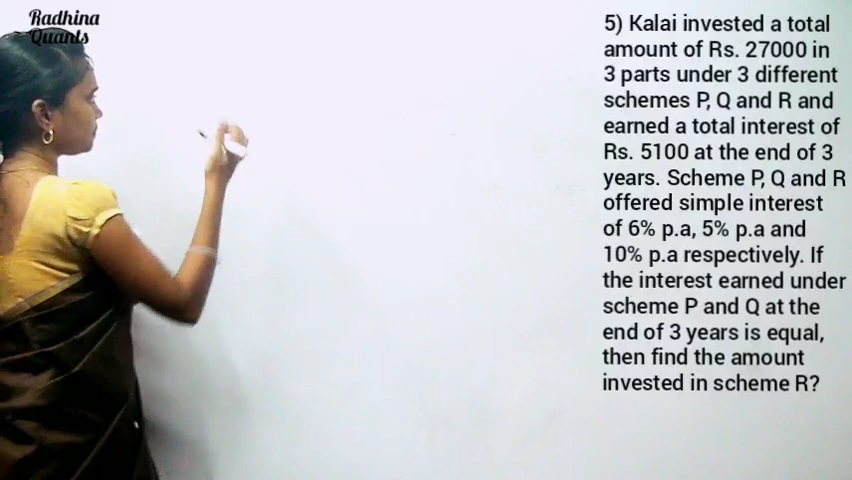 Radhina
Quants
5) Kalai invested a total
amount of Rs. 27000 in
3 parts under 3 different
schemes P, Q and R and
earned a total interest of
Rs. 5100 at the end of 3
years. Scheme P, Q and R
offered simple interest
of 6% p.a, 5% p.a and
10% p.a respectively. If
the interest earned under
scheme P and Q at the
end of 3 years is equal,
then find the amount
invested in scheme R?